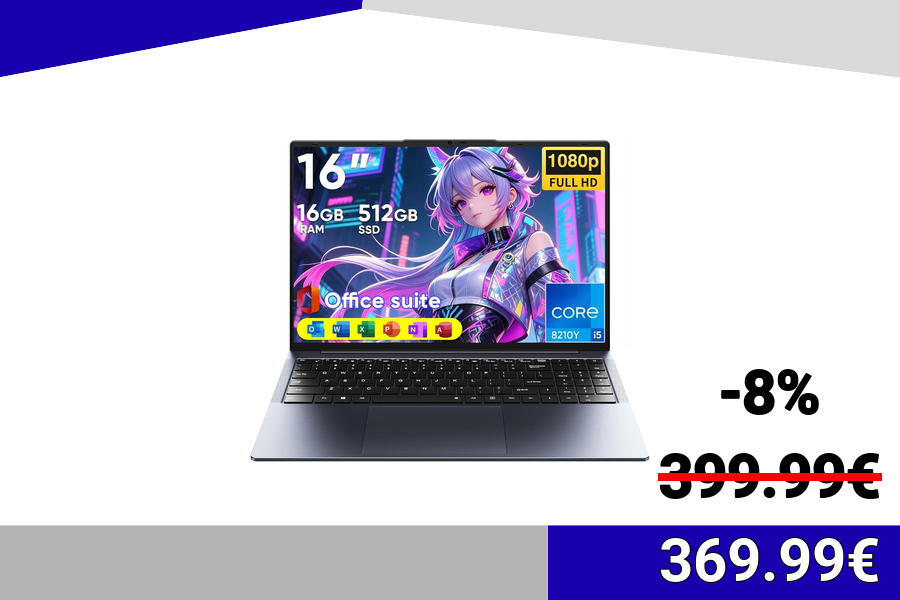 16"
1080p
FULL HD
16GB 512GB
RAM SSD
Office suite
O W X P N A
core
8210Y i5
-8%
399.99€
369.99€